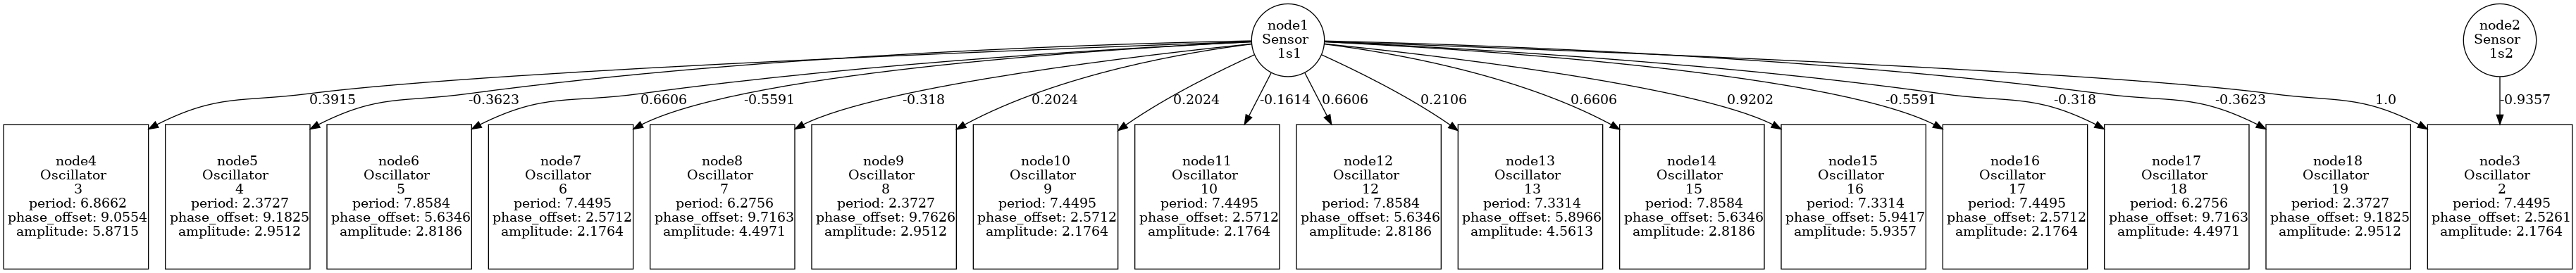 node1
Sensor
1s1
node2
Sensor
1s2
0.3915
-0.3623
0.6606
-0.5591
-0.318
0.2024
0.2024
-0.1614
0.6606
0.2106
0.6606
0.9202
-0.5591
-0.318
-0.3623
1.0
-0.9357
node4
Oscillator
3
period: 6.8662
phase_offset: 9.0554
amplitude: 5.8715
node5
Oscillator
4
period: 2.3727
phase_offset: 9.1825
amplitude: 2.9512
node6
Oscillator
5
period: 7.8584
phase_offset: 5.6346
amplitude: 2.8186
node7
Oscillator
6
period: 7.4495
phase_offset: 2.5712
amplitude: 2.1764
node8
Oscillator
7
period: 6.2756
phase_offset: 9.7163
amplitude: 4.4971
node9
Oscillator
8
period: 2.3727
phase_offset: 9.7626
amplitude: 2.9512
node10
Oscillator
9
period: 7.4495
phase_offset: 2.5712
amplitude: 2.1764
node11
Oscillator
10
period: 7.4495
phase_offset: 2.5712
amplitude: 2.1764
node12
Oscillator
12
period: 7.8584
phase_offset: 5.6346
amplitude: 2.8186
node13
Oscillator
13
period: 7.3314
phase_offset: 5.8966
amplitude: 4.5613
node14
Oscillator
15
period: 7.8584
phase_offset: 5.6346
amplitude: 2.8186
node15
Oscillator
16
period: 7.3314
phase_offset: 5.9417
amplitude: 5.9357
node16
Oscillator
17
period: 7.4495
phase_offset: 2.5712
amplitude: 2.1764
node17
Oscillator
18
period: 6.2756
phase_offset: 9.7163
amplitude: 4.4971
node18
Oscillator
19
period: 2.3727
phase_offset: 9.1825
amplitude: 2.9512
node3
Oscillator
2
period: 7.4495
phase_offset: 2.5261
amplitude: 2.1764